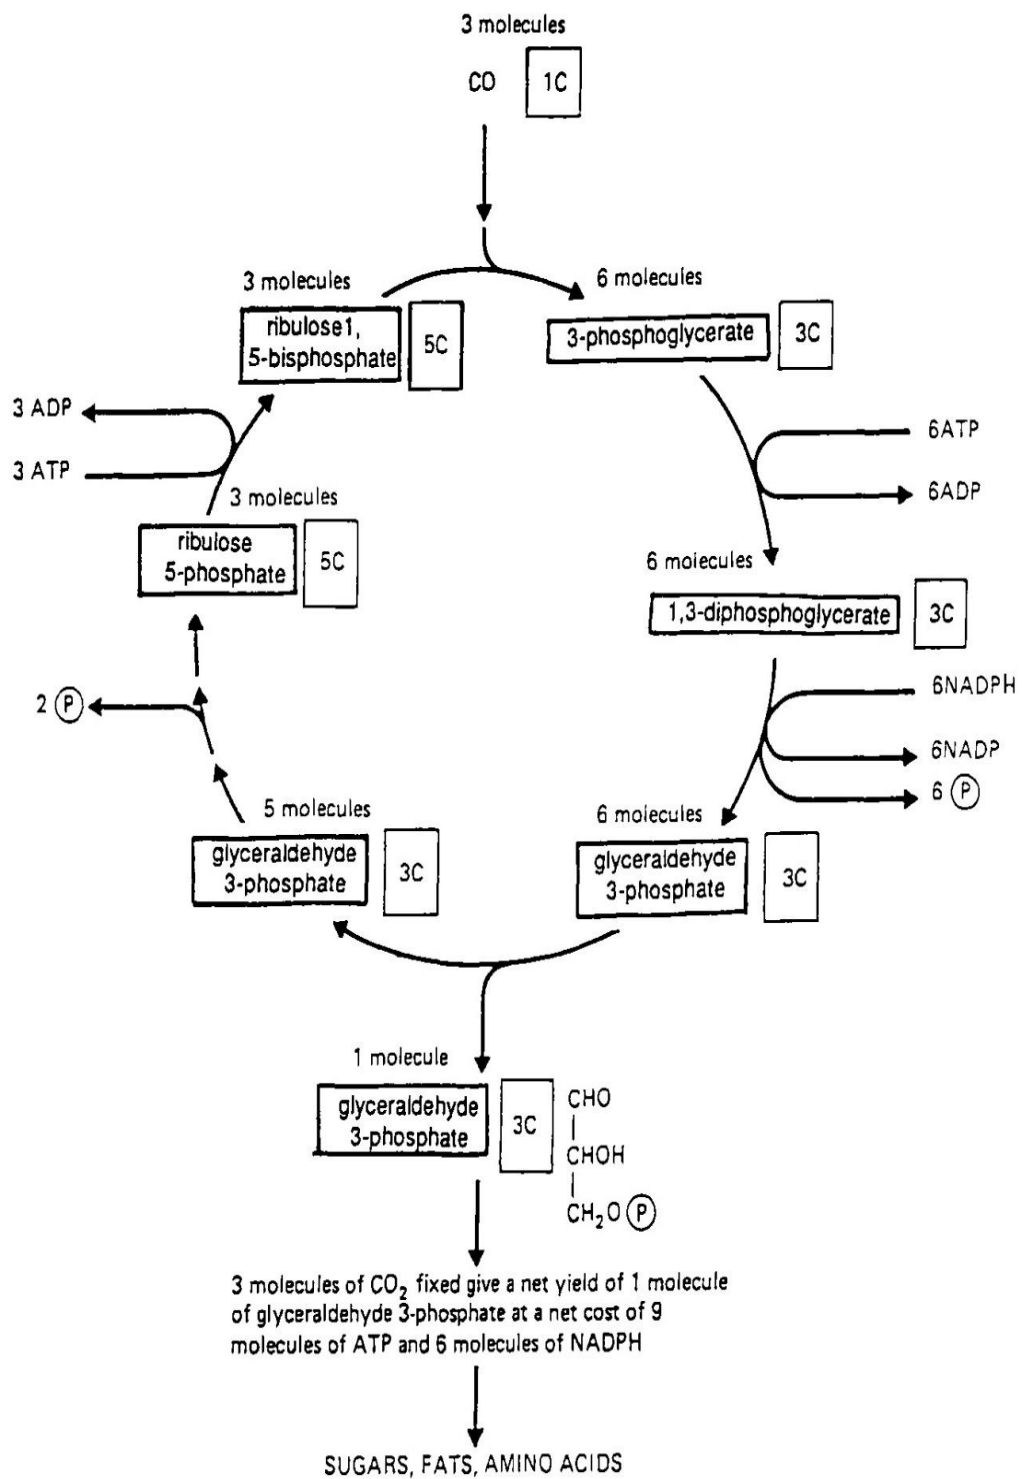 3 molecules
CO 1C
3 molecules
ribulose1,
5-bisphosphate
5C
6 molecules
3-phosphoglycerate
3C
3 ADP
3 ATP
6ATP
6ADP
3 molecules
ribulose
5-phosphate
5C
6 molecules
1,3-diphosphoglycerate
3C
2 P
6NADPH
6NADP
6 P
5 molecules
glyceraldehyde
3-phosphate
3C
6 molecules
glyceraldehyde
3-phosphate
3C
1 molecule
glyceraldehyde
3-phosphate
3C
CHO
CHOH
CH₂O P
3 molecules of CO₂ fixed give a net yield of 1 molecule
of glyceraldehyde 3-phosphate at a net cost of 9
molecules of ATP and 6 molecules of NADPH
SUGARS, FATS, AMINO ACIDS